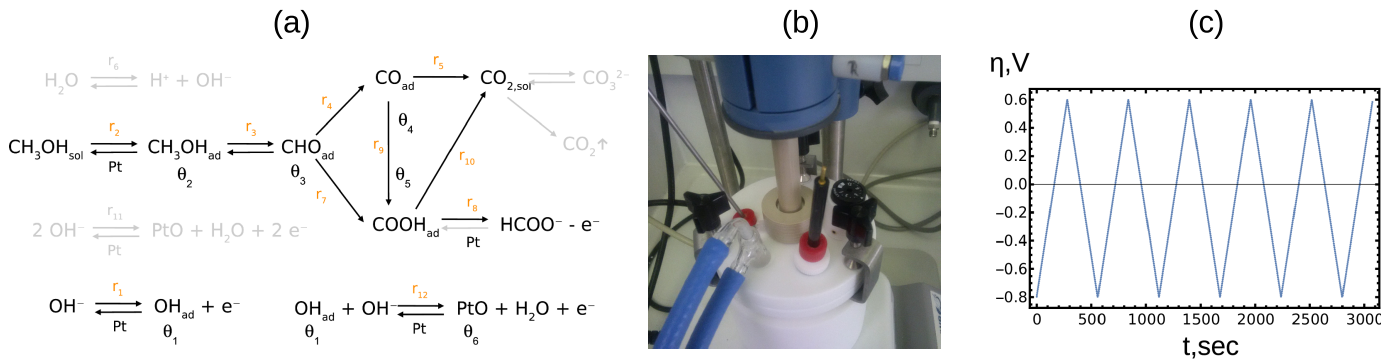 (a)
r₆
H₂O H⁺ + OH⁻
CO_ad r₅ CO₂,sol CO₃²⁻
r₄
θ₄
r₂ r₃
CH₃OH_sol CH₃OH_ad CHO_ad r₉ r₁₀ CO₂↑
Pt θ₂ θ₃
r₇ θ₅
r₁₁ r₈
2 OH⁻ PtO + H₂O + 2 e⁻ COOH_ad HCOO⁻ - e⁻
Pt Pt
r₁ r₁₂
OH⁻ OH_ad + e⁻ OH_ad + OH⁻ PtO + H₂O + e⁻
Pt θ₁ θ₁ Pt θ₆
(b)
(c)
η,V
0.6
0.4
0.2
0.0
−0.2
−0.4
−0.6
−0.8
0 500 1000 1500 2000 2500 3000
t,sec